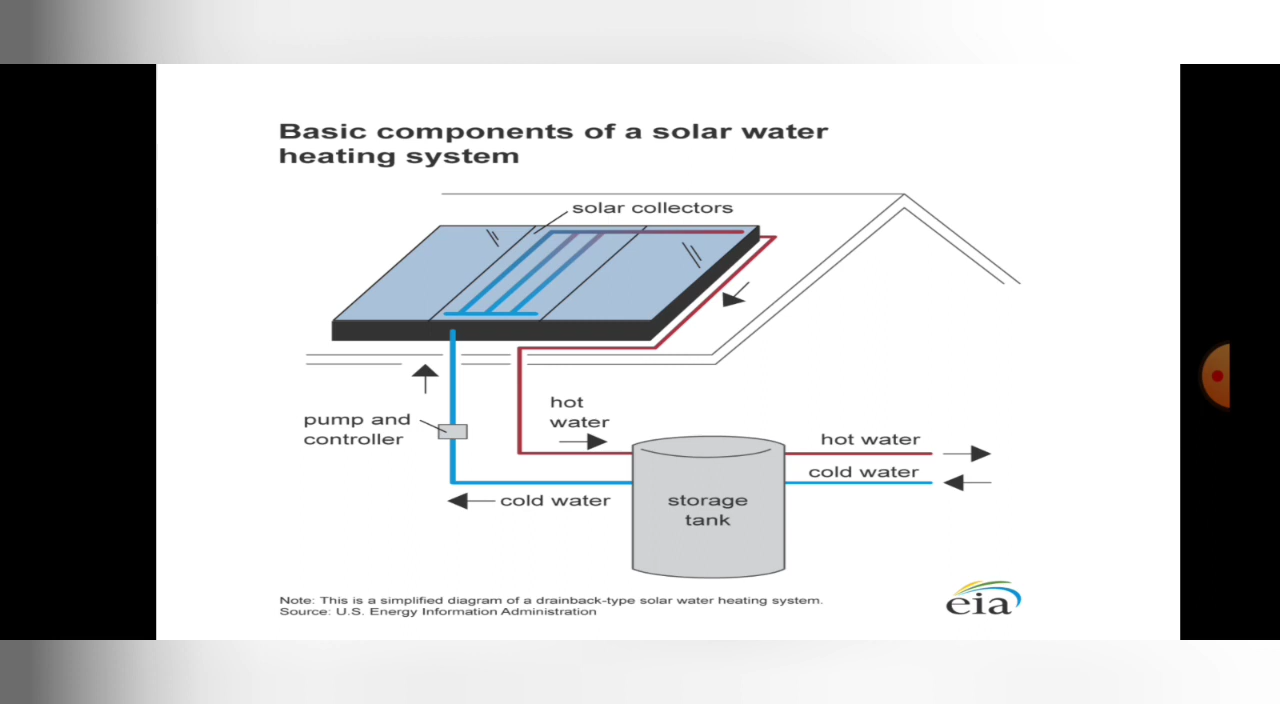 Basic components of a solar water
heating system
solar collectors
pump and
controller
hot
water
hot water
cold water
cold water
storage
tank
Note: This is a simplified diagram of a drainback-type solar water heating system.
Source: U.S. Energy Information Administration
eia